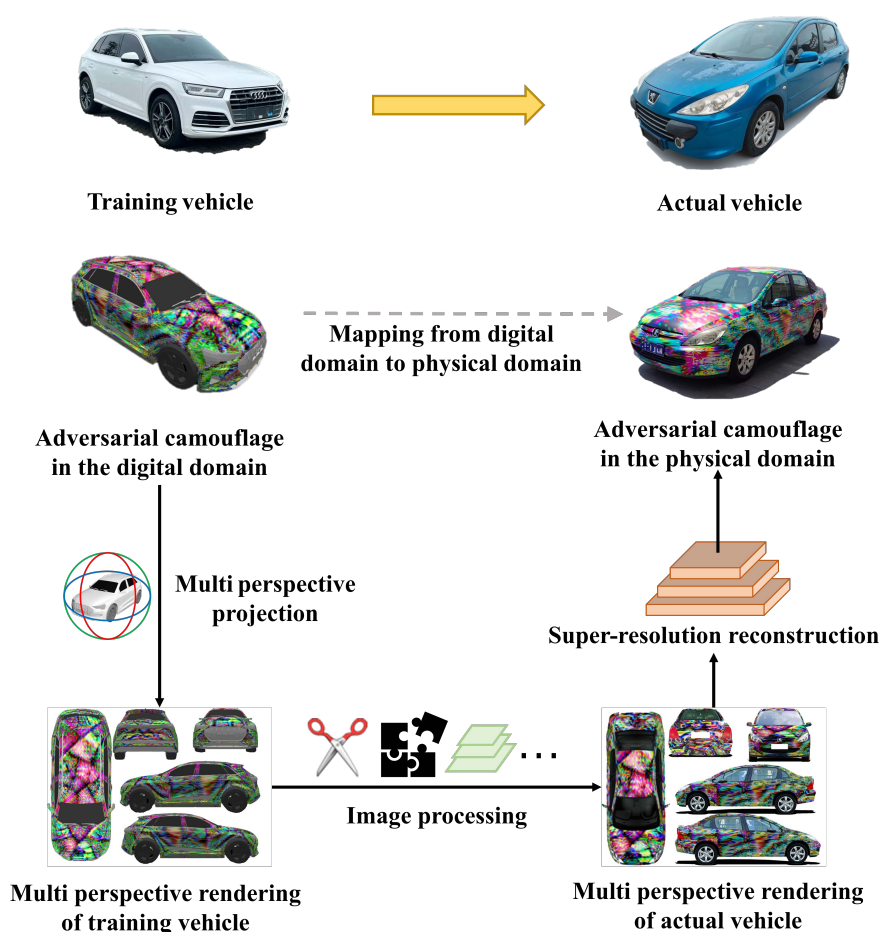 Training vehicle
Actual vehicle
Mapping from digital
domain to physical domain
Adversarial camouflage
in the digital domain
Adversarial camouflage
in the physical domain
Multi perspective
projection
Super-resolution reconstruction
...
Image processing
Multi perspective rendering
of training vehicle
Multi perspective rendering
of actual vehicle